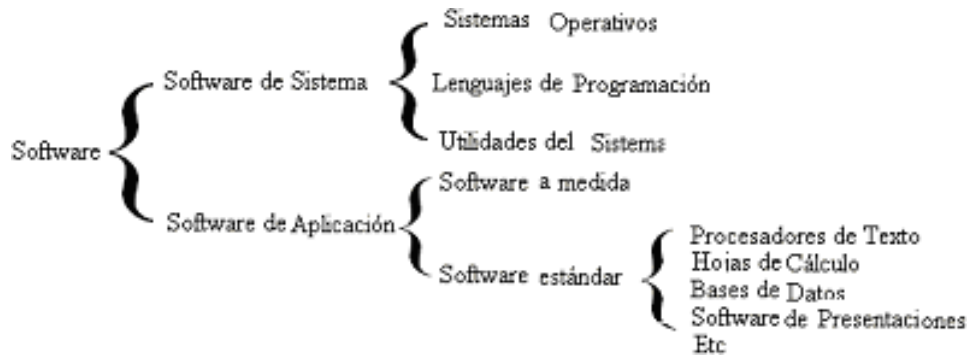 Software
Software de Sistema
Sistemas Operativos
Lenguajes de Programación
Utilidades del Sistems
Software de Aplicación
Software a medida
Software estándar
Procesadores de Texto
Hojas de Cálculo
Bases de Datos
Software de Presentaciones
Etc